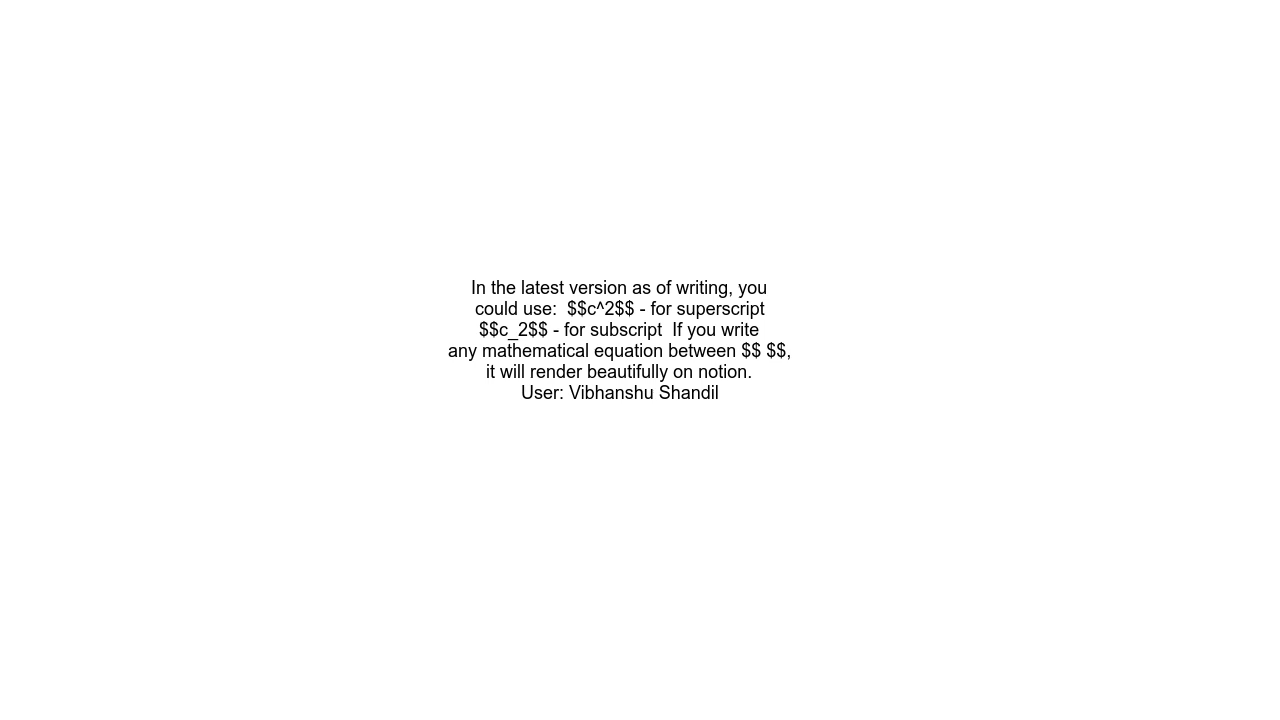 In the latest version as of writing, you
could use:  $$c^2$$ - for superscript
$$c_2$$ - for subscript  If you write
any mathematical equation between $$ $$,
it will render beautifully on notion.
User: Vibhanshu Shandil